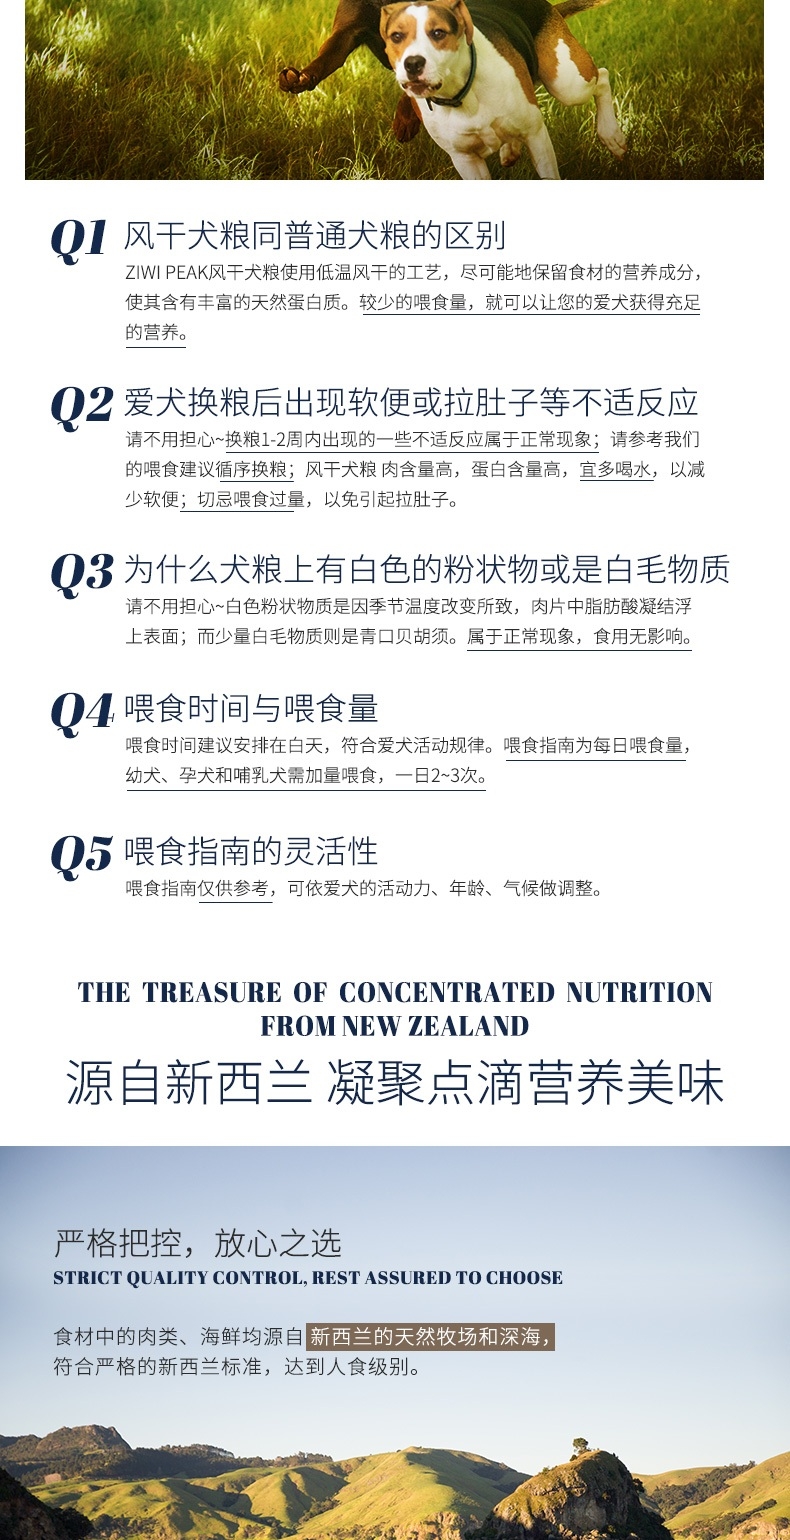 Q1 风干犬粮同普通犬粮的区别
ZIWI PEAK风干犬粮使用低温风干的工艺，尽可能地保留食材的营养成分，
使其含有丰富的天然蛋白质。较少的喂食量，就可以让您的爱犬获得充足
的营养。
Q2 爱犬换粮后出现软便或拉肚子等不适反应
请不用担心~换粮1-2周内出现的一些不适反应属于正常现象；请参考我们
的喂食建议循序换粮；风干犬粮 肉含量高，蛋白含量高，宜多喝水，以减
少软便；切忌喂食过量，以免引起拉肚子。
Q3 为什么犬粮上有白色的粉状物或是白毛物质
请不用担心~白色粉状物质是因季节温度改变所致，肉片中脂肪酸凝结浮
上表面；而少量白毛物质则是青口贝胡须。属于正常现象，食用无影响。
Q4 喂食时间与喂食量
喂食时间建议安排在白天，符合爱犬活动规律。喂食指南为每日喂食量，
幼犬、孕犬和哺乳犬需加量喂食，一日2~3次。
Q5 喂食指南的灵活性
喂食指南仅供参考，可依爱犬的活动力、年龄、气候做调整。
THE TREASURE OF CONCENTRATED NUTRITION
FROM NEW ZEALAND
源自新西兰 凝聚点滴营养美味
严格把控，放心之选
STRICT QUALITY CONTROL, REST ASSURED TO CHOOSE
食材中的肉类、海鲜均源自 新西兰的天然牧场和深海，
符合严格的新西兰标准，达到人食级别。